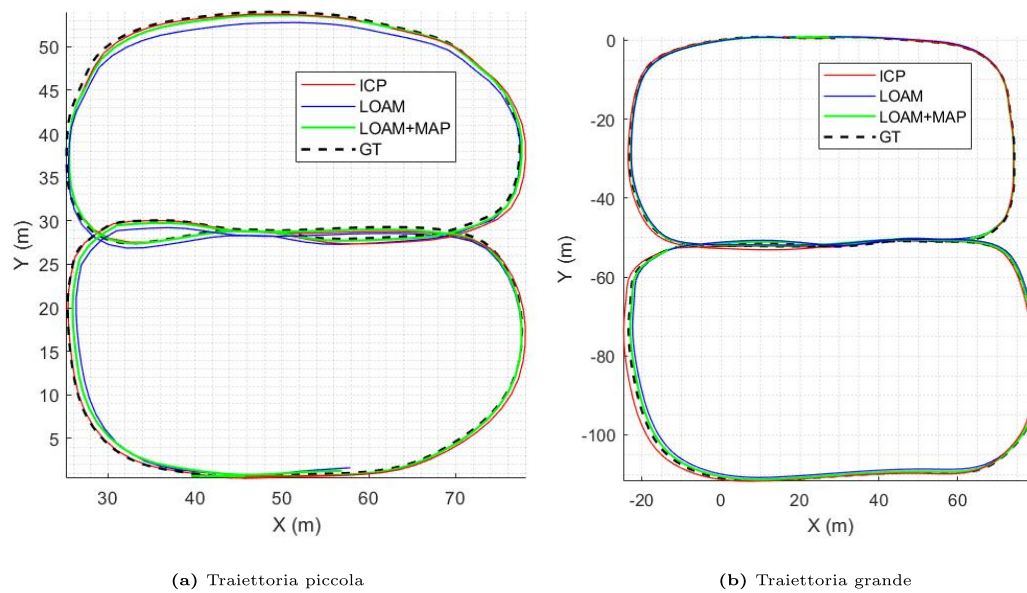 50
45
40
35
30
25
20
15
10
5
Y (m)
30 40 50 60 70
X (m)
ICP
LOAM
LOAM+MAP
GT
(a) Traiettoria piccola
0
-20
-40
-60
-80
-100
Y (m)
-20 0 20 40 60
X (m)
ICP
LOAM
LOAM+MAP
GT
(b) Traiettoria grande